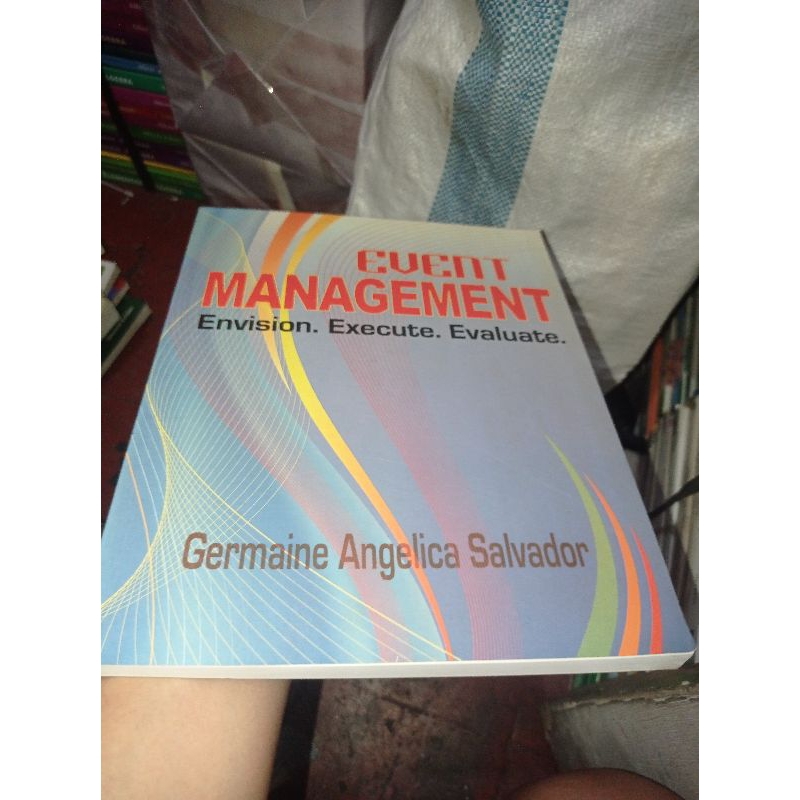 EVENT
MANAGEMENT
Envision. Execute. Evaluate.
Germaine Angelica Salvador